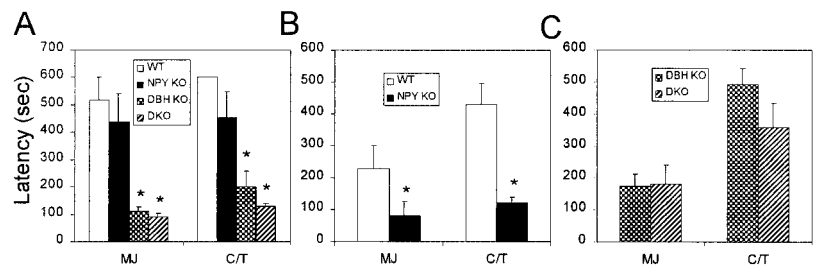 A
Latency (sec)
700
600
500
400
300
200
100
0
WT
NPY KO
DBH KO
DKO
*
*
*
*
MJ
C/T
B
600
500
400
300
200
100
0
WT
NPY KO
*
*
MJ
C/T
C
600
500
400
300
200
100
0
DBH KO
DKO
MJ
C/T